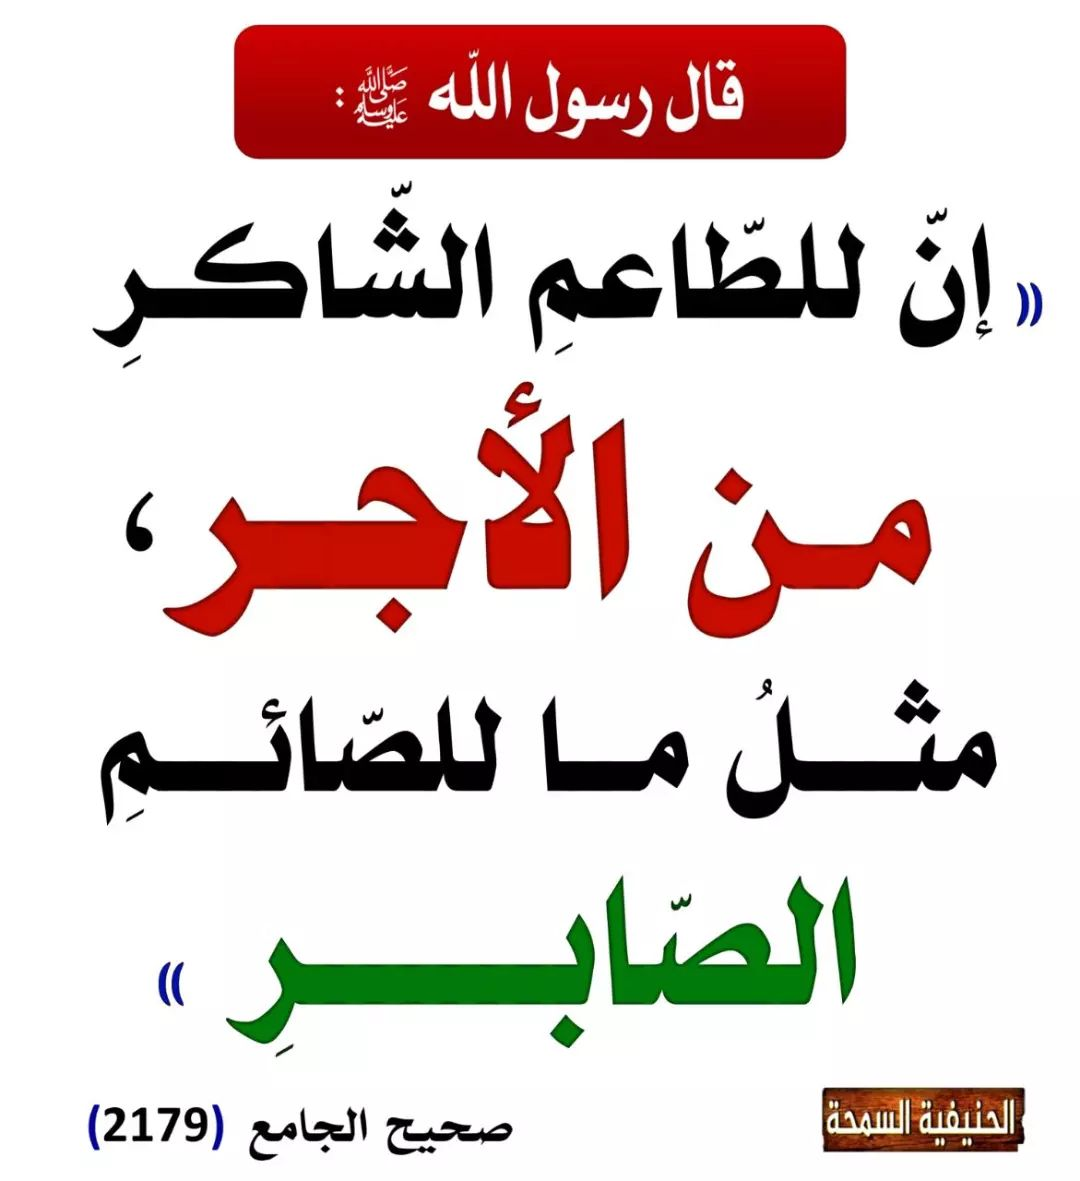 قال رسول الله ﷺ :
« إنّ للطّاعمِ الشّاكرِ
من الأجر،
مثلُ ما للصّائمِ
الصّابرِ »
صحيح الجامع (2179)
الحنيفية السمحة